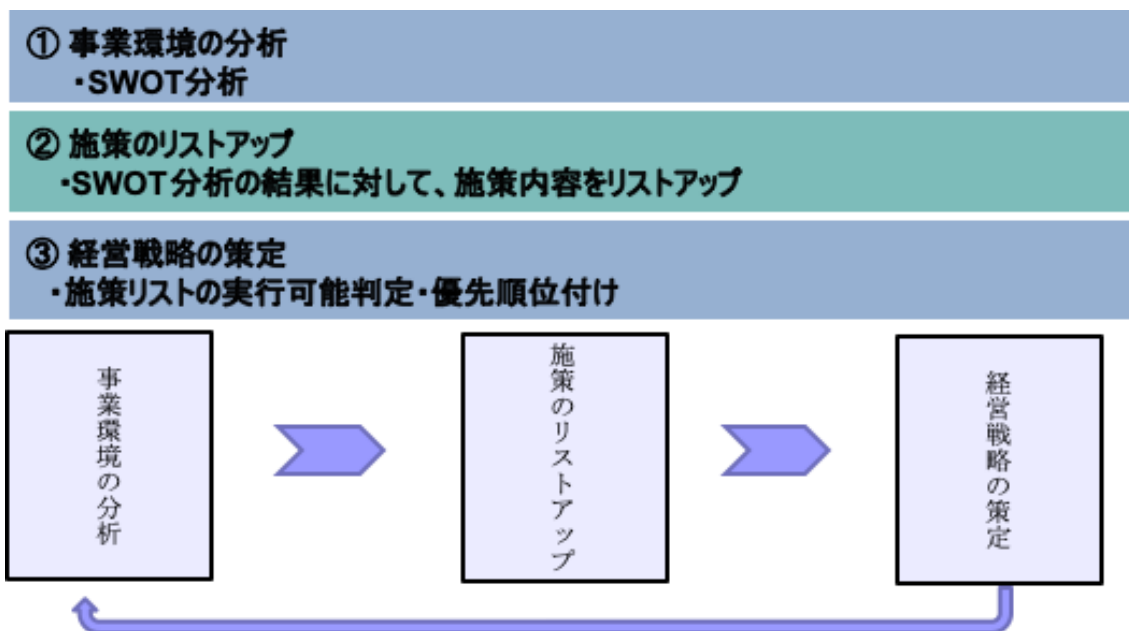 ① 事業環境の分析
・SWOT分析
② 施策のリストアップ
・SWOT分析の結果に対して、施策内容をリストアップ
③ 経営戦略の策定
・施策リストの実行可能判定・優先順位付け
事業環境の分析
施策のリストアップ
経営戦略の策定